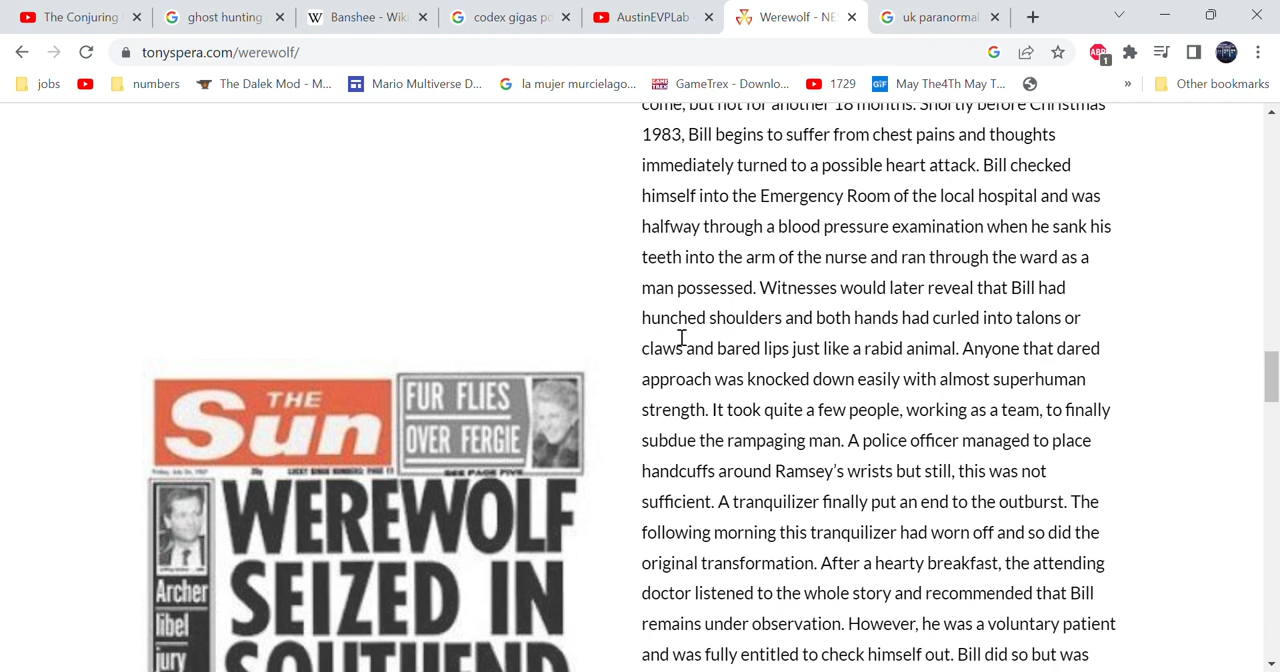 The Conjuring
ghost hunting
Banshee - Wiki
codex gigas pd
AustinEVPLab
Werewolf - NE
uk paranormal
tonyspera.com/werewolf/
ABP
1
jobs
numbers
The Dalek Mod - M...
Mario Multiverse D...
la mujer murcielago...
GAME TREX
GameTrex - Downlo...
1729
GIF
May The4Th May T...
»
Other bookmarks
come, but not for another 18 months. Shortly before Christmas
1983, Bill begins to suffer from chest pains and thoughts
immediately turned to a possible heart attack. Bill checked
himself into the Emergency Room of the local hospital and was
halfway through a blood pressure examination when he sank his
teeth into the arm of the nurse and ran through the ward as a
man possessed. Witnesses would later reveal that Bill had
hunched shoulders and both hands had curled into talons or
claws and bared lips just like a rabid animal. Anyone that dared
approach was knocked down easily with almost superhuman
strength. It took quite a few people, working as a team, to finally
subdue the rampaging man. A police officer managed to place
handcuffs around Ramsey’s wrists but still, this was not
sufficient. A tranquilizer finally put an end to the outburst. The
following morning this tranquilizer had worn off and so did the
original transformation. After a hearty breakfast, the attending
doctor listened to the whole story and recommended that Bill
remains under observation. However, he was a voluntary patient
and was fully entitled to check himself out. Bill did so but was
THE
Sun
FUR FLIES
OVER FERGIE
SEE PAGE FIVE
WEREWOLF
SEIZED IN
SOUTHEND
Archer
libel
jury